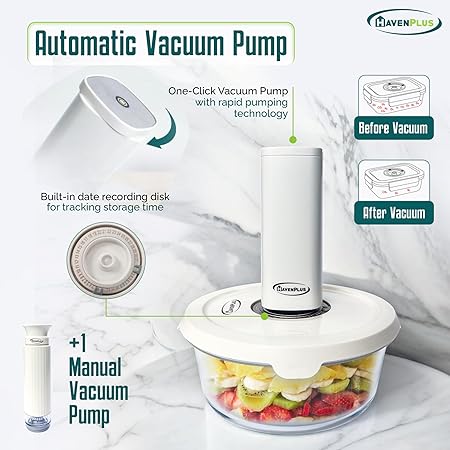 HAVENPLUS
Automatic Vacuum Pump
One-Click Vacuum Pump
with rapid pumping
technology
Before Vacuum
After Vacuum
Built-in date recording disk
for tracking storage time
HAVENPLUS
+1
Manual
Vacuum
Pump